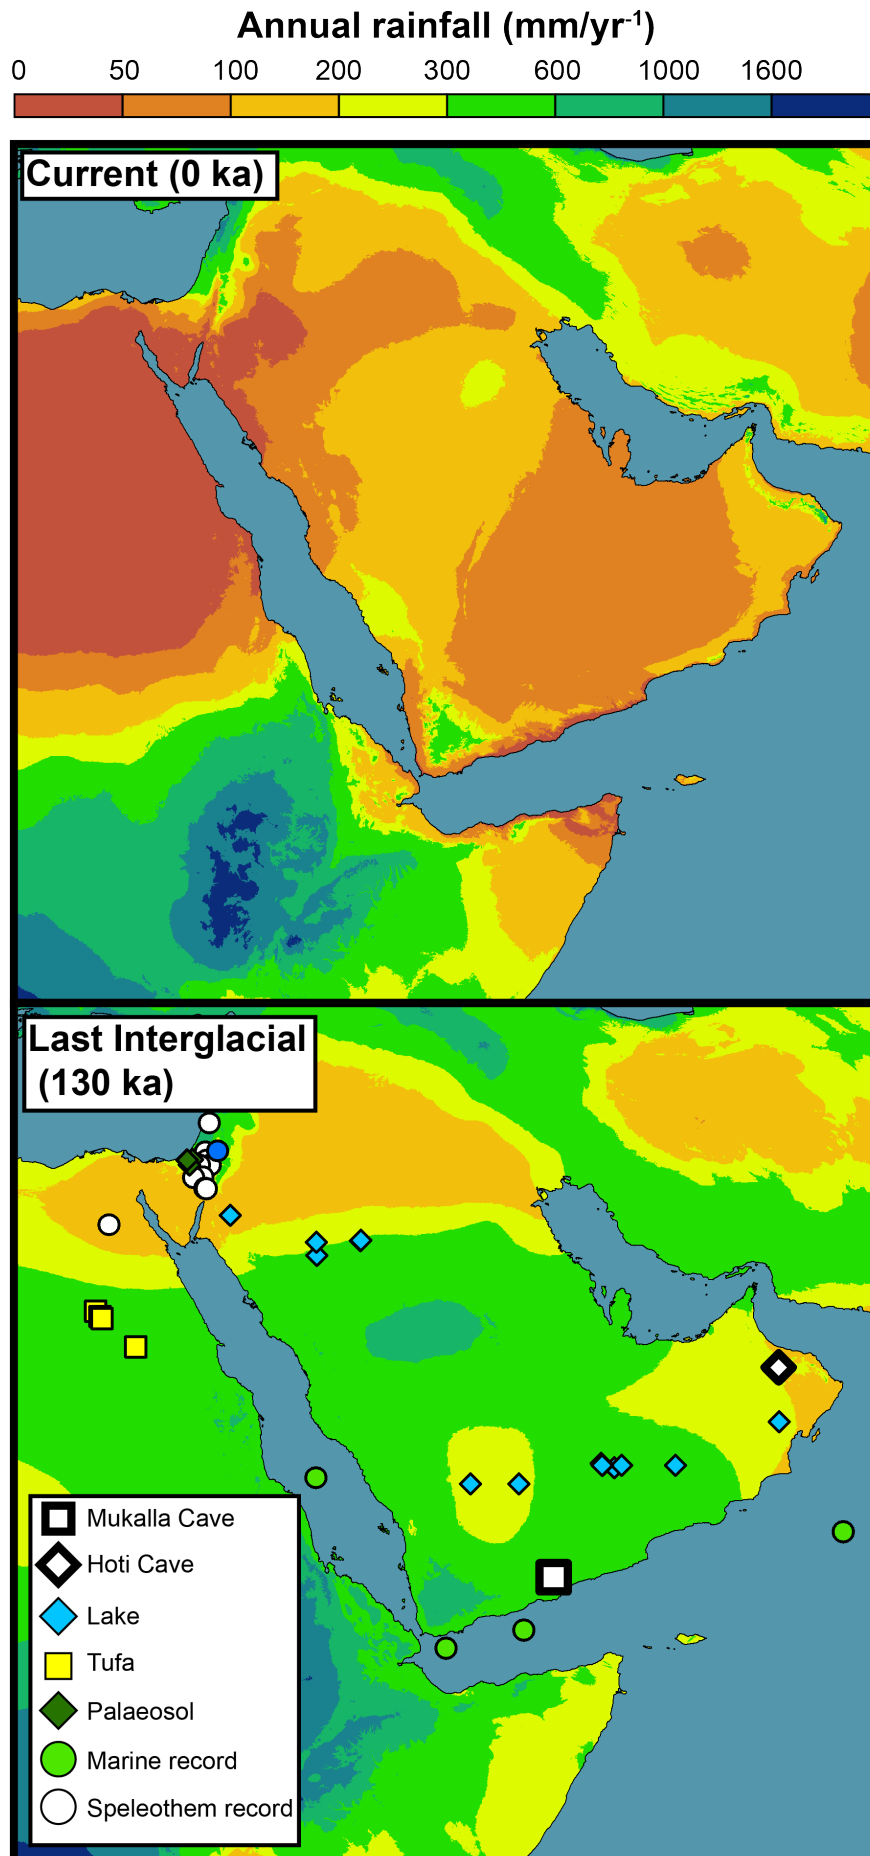 Annual rainfall (mm/yr⁻¹)
0 50 100 200 300 600 1000 1600
Current (0 ka)
Last Interglacial
(130 ka)
Mukalla Cave
Hoti Cave
Lake
Tufa
Palaeosol
Marine record
Speleothem record